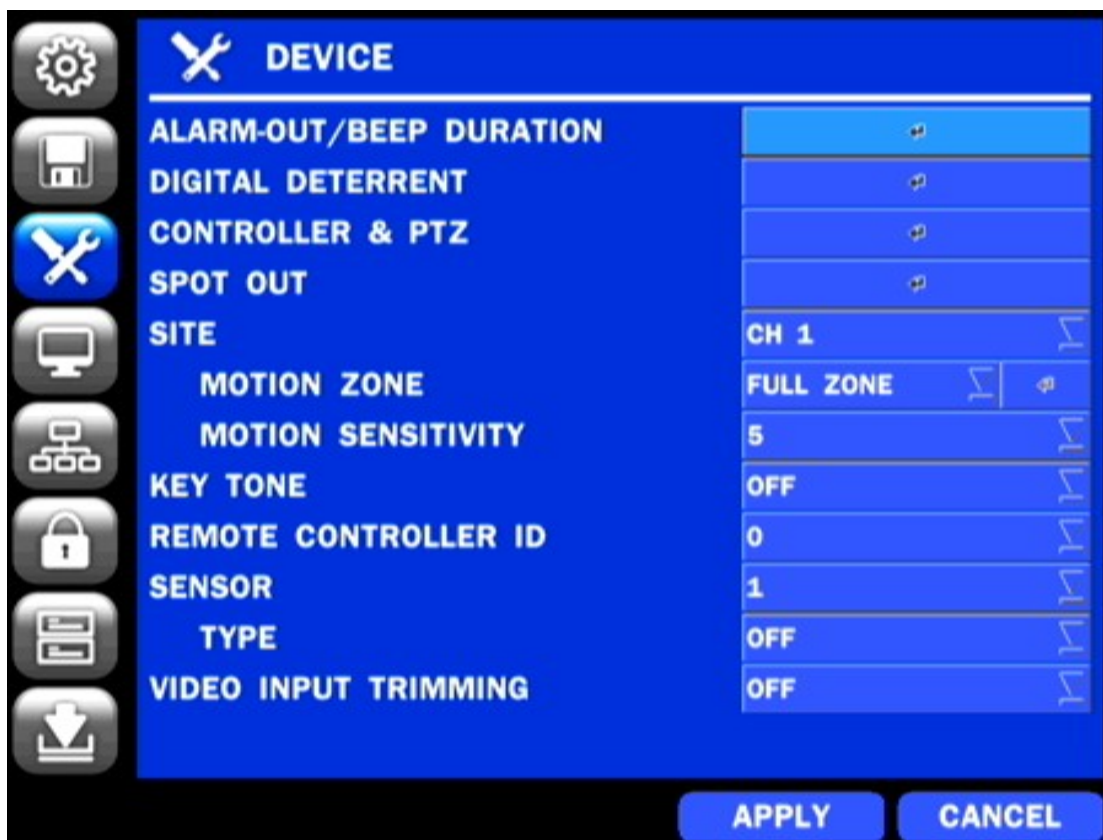 DEVICE
ALARM-OUT/BEEP DURATION
DIGITAL DETERRENT
CONTROLLER & PTZ
SPOT OUT
SITE CH 1
MOTION ZONE FULL ZONE
MOTION SENSITIVITY 5
KEY TONE OFF
REMOTE CONTROLLER ID 0
SENSOR 1
TYPE OFF
VIDEO INPUT TRIMMING OFF
APPLY CANCEL